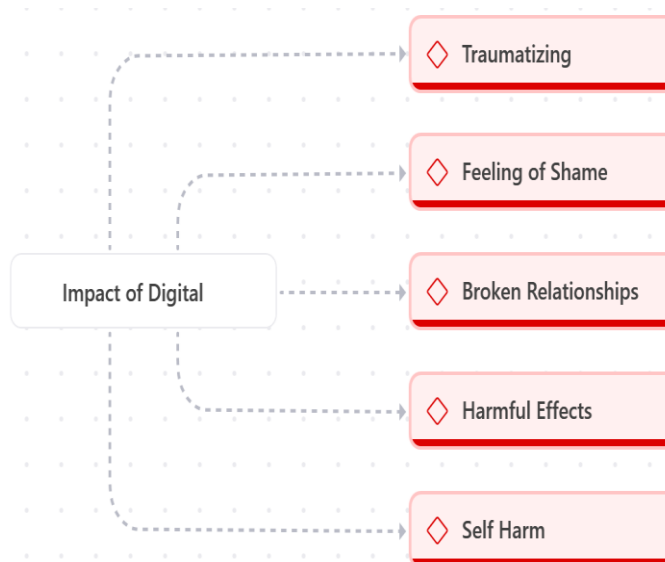 Traumatizing
Feeling of Shame
Impact of Digital
Broken Relationships
Harmful Effects
Self Harm